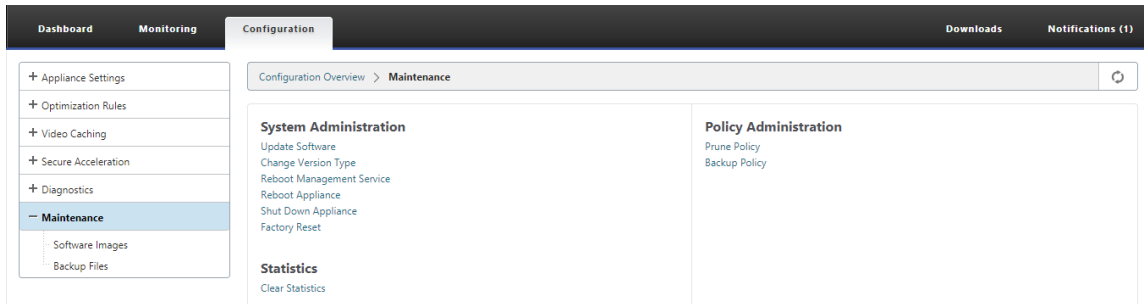 Dashboard Monitoring Configuration Downloads Notifications (1)
+ Appliance Settings
+ Optimization Rules
+ Video Caching
+ Secure Acceleration
+ Diagnostics
− Maintenance
Software Images
Backup Files
Configuration Overview > Maintenance
System Administration
Update Software
Change Version Type
Reboot Management Service
Reboot Appliance
Shut Down Appliance
Factory Reset
Statistics
Clear Statistics
Policy Administration
Prune Policy
Backup Policy